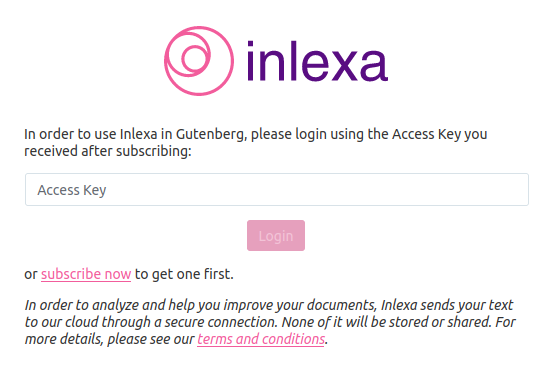 inlexa
In order to use Inlexa in Gutenberg, please login using the Access Key you
received after subscribing:
Access Key
Login
or subscribe now to get one first.
In order to analyze and help you improve your documents, Inlexa sends your text
to our cloud through a secure connection. None of it will be stored or shared. For
more details, please see our terms and conditions.